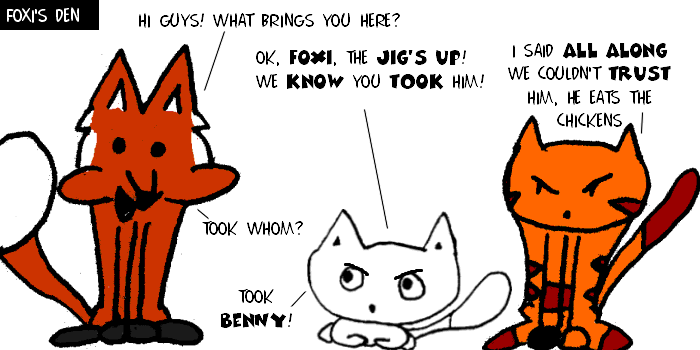 FOXI'S DEN
HI GUYS! WHAT BRINGS YOU HERE?
OK, FOXI, THE JIG'S UP!
WE KNOW YOU TOOK HIM!
I SAID ALL ALONG
WE COULDN'T TRUST
HIM, HE EATS THE
CHICKENS
TOOK WHOM?
TOOK
BENNY!